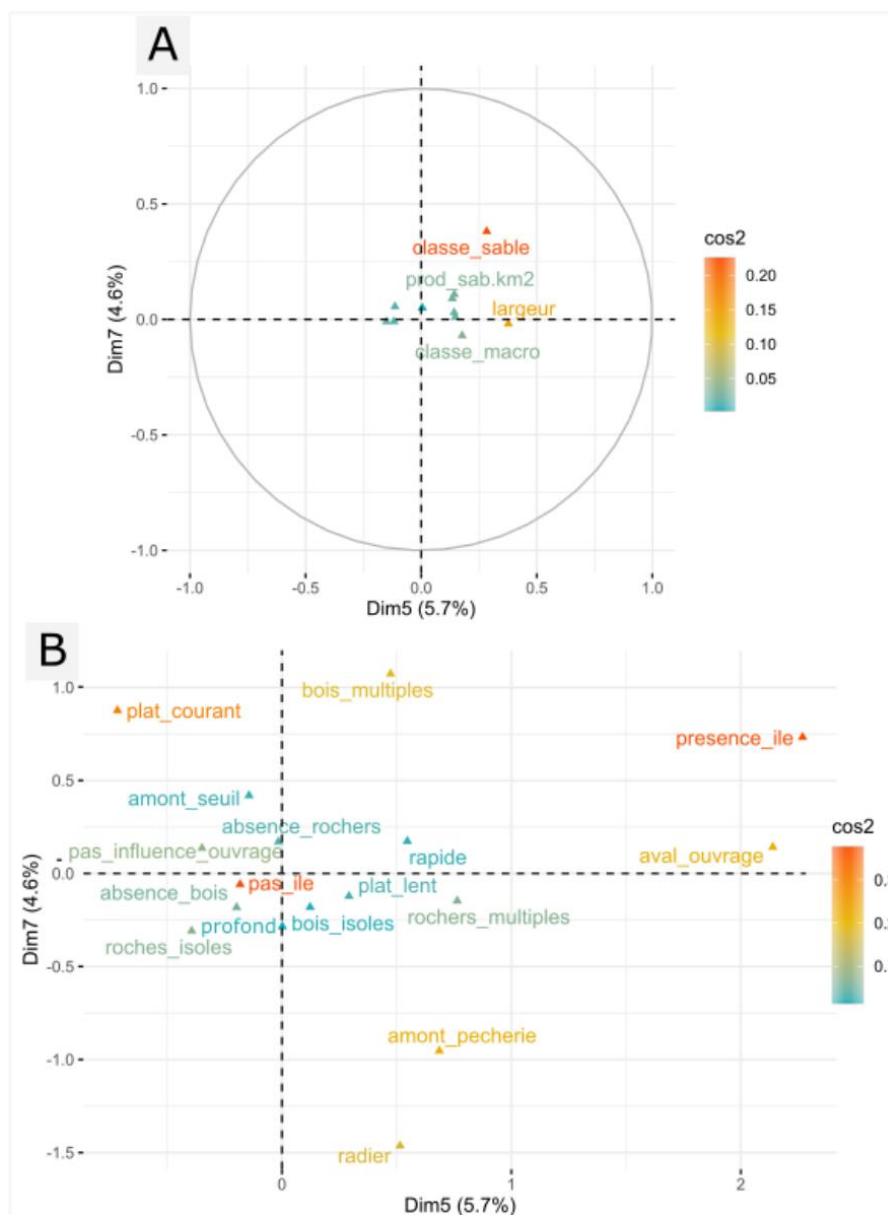 A
1.0
0.5
classe_sable
cos2
0.20
prod_sab.km2
Dim7 (4.6%)
largeur
0.15
0.0
classe_macro
0.10
0.05
-0.5
-1.0
-1.0 -0.5 0.0 0.5 1.0
Dim5 (5.7%)
B
1.0
bois_multiples
plat_courant
presence_ile
0.5
amont_seuil
absence_rochers
cos2
pas_influence_ouvrage
rapide
aval_ouvrage
0.
Dim7 (4.6%)
0.0
absence_bois
pas_ile
plat_lent
0.
rochers_multiples
profond
bois_isoles
roches_isoles
0.
-0.5
amont_pecherie
-1.0
radier
-1.5
0 1 2
Dim5 (5.7%)